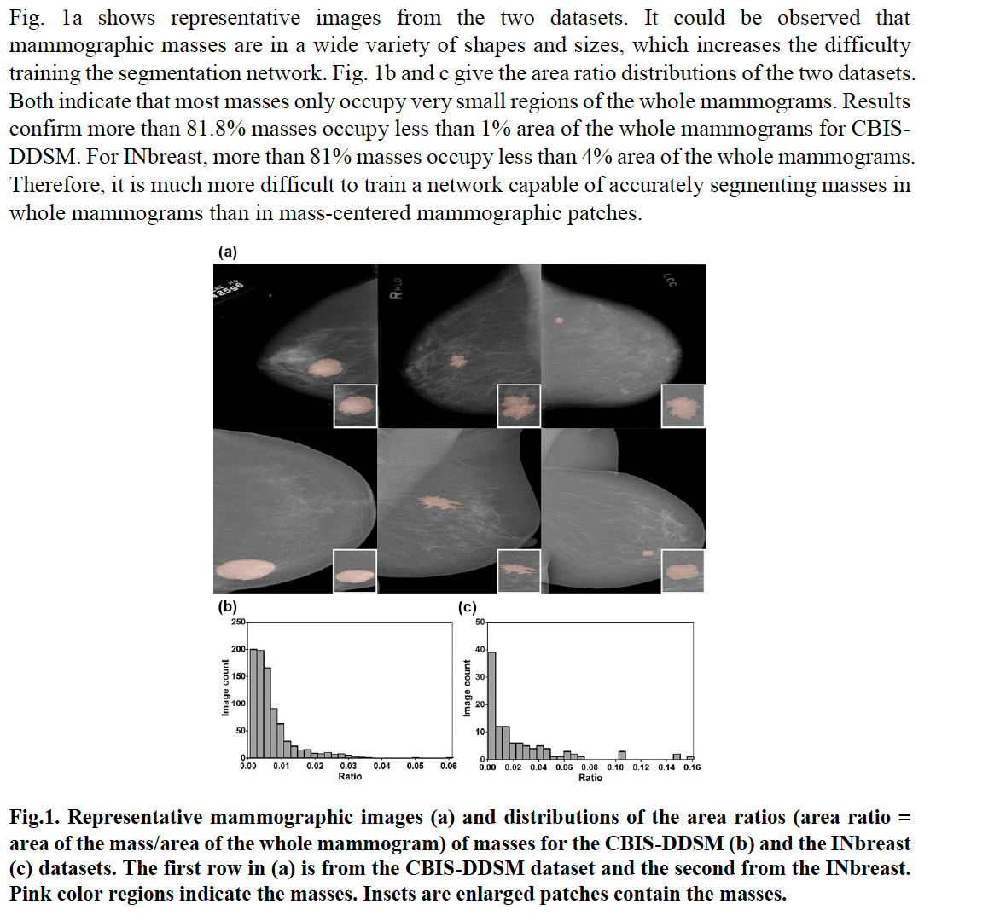 Fig. 1a shows representative images from the two datasets. It could be observed that
mammographic masses are in a wide variety of shapes and sizes, which increases the difficulty
training the segmentation network. Fig. 1b and c give the area ratio distributions of the two datasets.
Both indicate that most masses only occupy very small regions of the whole mammograms. Results
confirm more than 81.8% masses occupy less than 1% area of the whole mammograms for CBIS-
DDSM. For INbreast, more than 81% masses occupy less than 4% area of the whole mammograms.
Therefore, it is much more difficult to train a network capable of accurately segmenting masses in
whole mammograms than in mass-centered mammographic patches.
(a)
RMLO
LCC
(b)
250
200
150
100
50
0
Image count
0.00 0.01 0.02 0.03 0.04 0.05 0.06
Ratio
(c)
50
40
30
20
10
0
Image count
0.00 0.02 0.04 0.06 0.08 0.10 0.12 0.14 0.16
Ratio
Fig.1. Representative mammographic images (a) and distributions of the area ratios (area ratio =
area of the mass/area of the whole mammogram) of masses for the CBIS-DDSM (b) and the INbreast
(c) datasets. The first row in (a) is from the CBIS-DDSM dataset and the second from the INbreast.
Pink color regions indicate the masses. Insets are enlarged patches contain the masses.